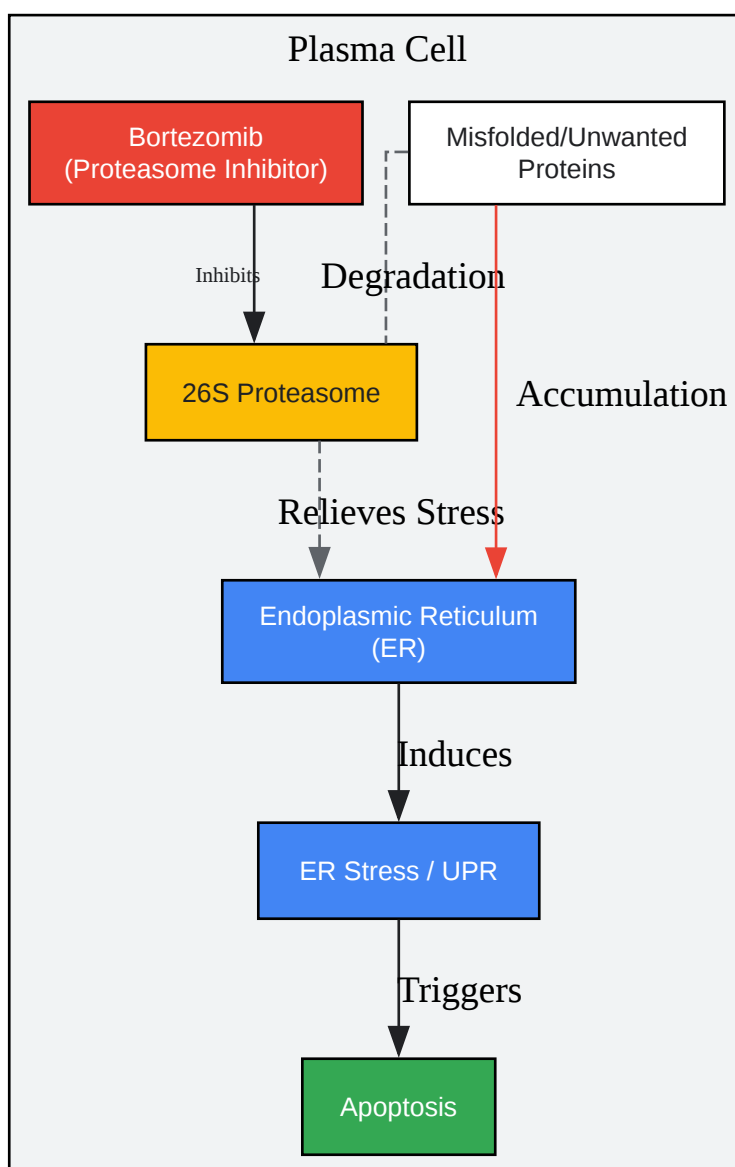 Plasma Cell
Bortezomib
(Proteasome Inhibitor)
Misfolded/Unwanted
Proteins
Inhibits
Degradation
26S Proteasome
Accumulation
Relieves Stress
Endoplasmic Reticulum
(ER)
Induces
ER Stress / UPR
Triggers
Apoptosis